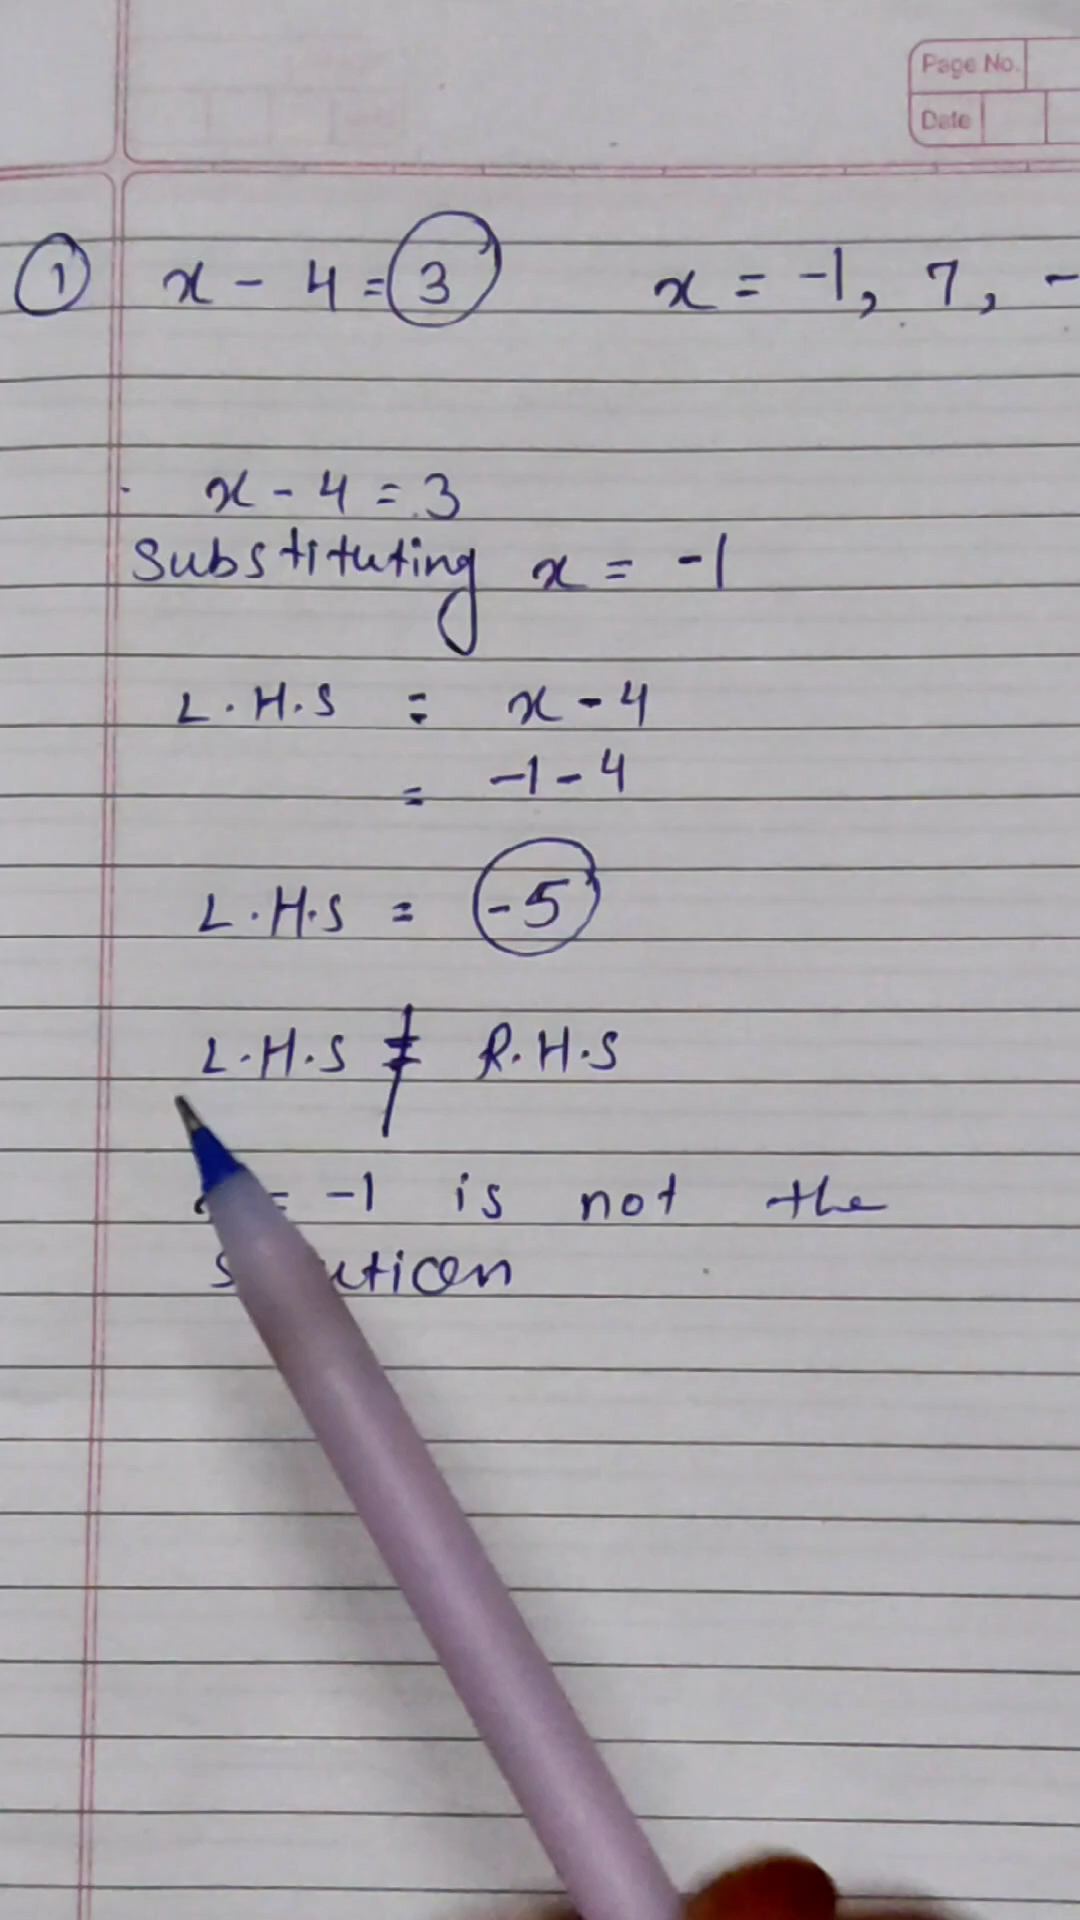 Page No.
Date
① x - 4 = 3 x = -1, 7, -
x - 4 = 3
Substituting x = -1
L.H.S = x - 4
= -1 - 4
L.H.S = -5
L.H.S ≠ R.H.S
= -1 is not the